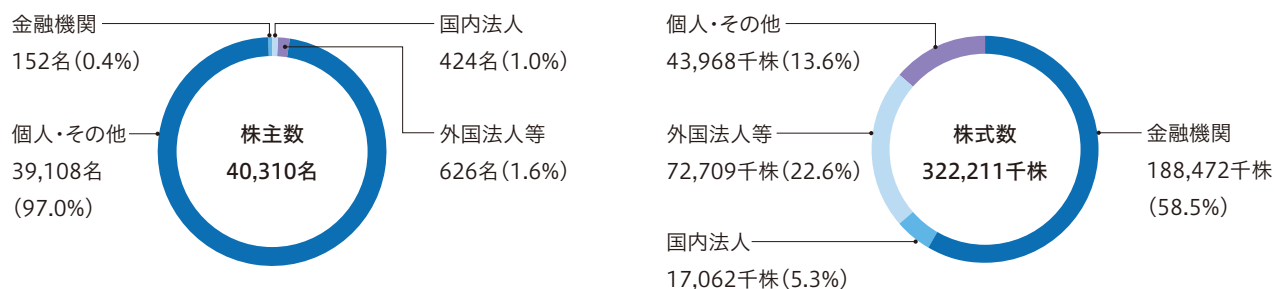 金融機関
152名(0.4%)
国内法人
424名(1.0%)
個人・その他
39,108名
(97.0%)
株主数
40,310名
外国法人等
626名(1.6%)
個人・その他
43,968千株(13.6%)
外国法人等
72,709千株(22.6%)
株式数
322,211千株
金融機関
188,472千株
(58.5%)
国内法人
17,062千株(5.3%)